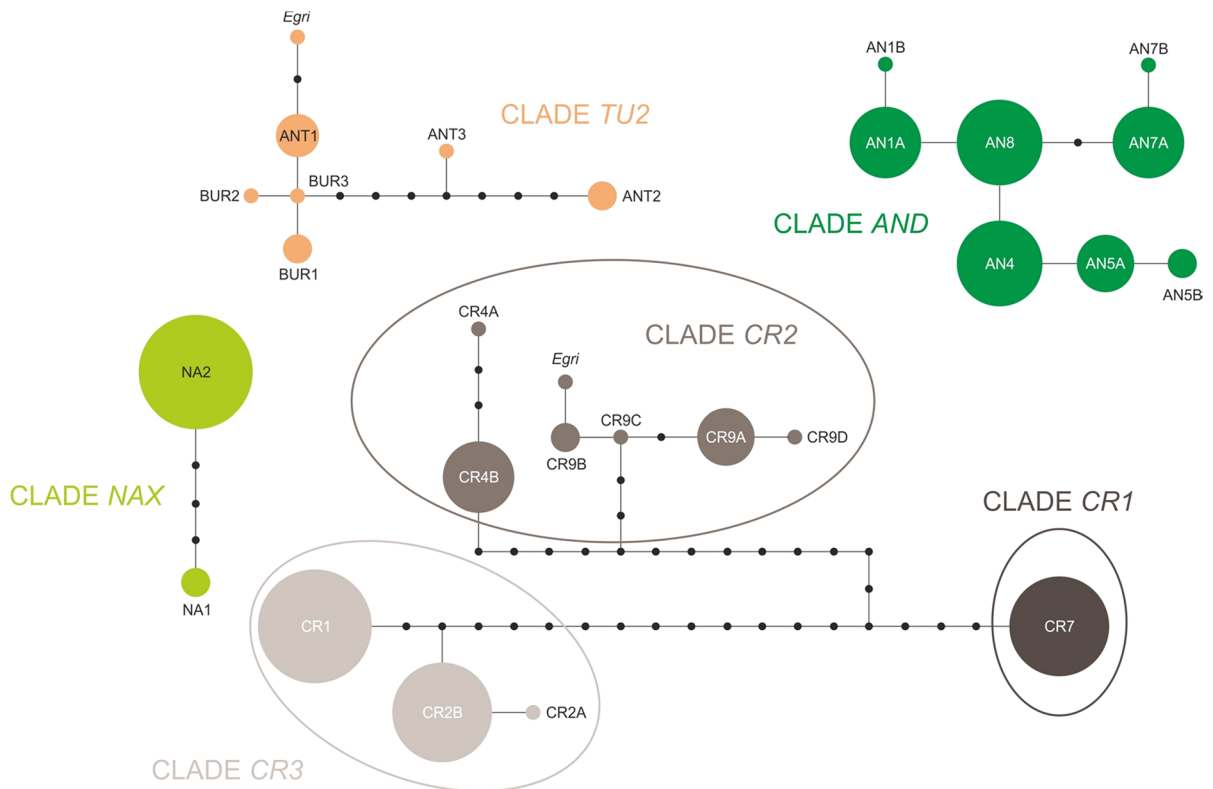 Egri
AN1B
AN7B
CLADE TU2
ANT1
ANT3
AN1A
AN8
AN7A
BUR2
BUR3
ANT2
CLADE AND
BUR1
AN4
AN5A
AN5B
CR4A
CLADE CR2
Egri
NA2
CR9C
CR9A
CR9D
CR9B
CR4B
CLADE NAX
CLADE CR1
NA1
CR1
CR7
CR2B
CR2A
CLADE CR3